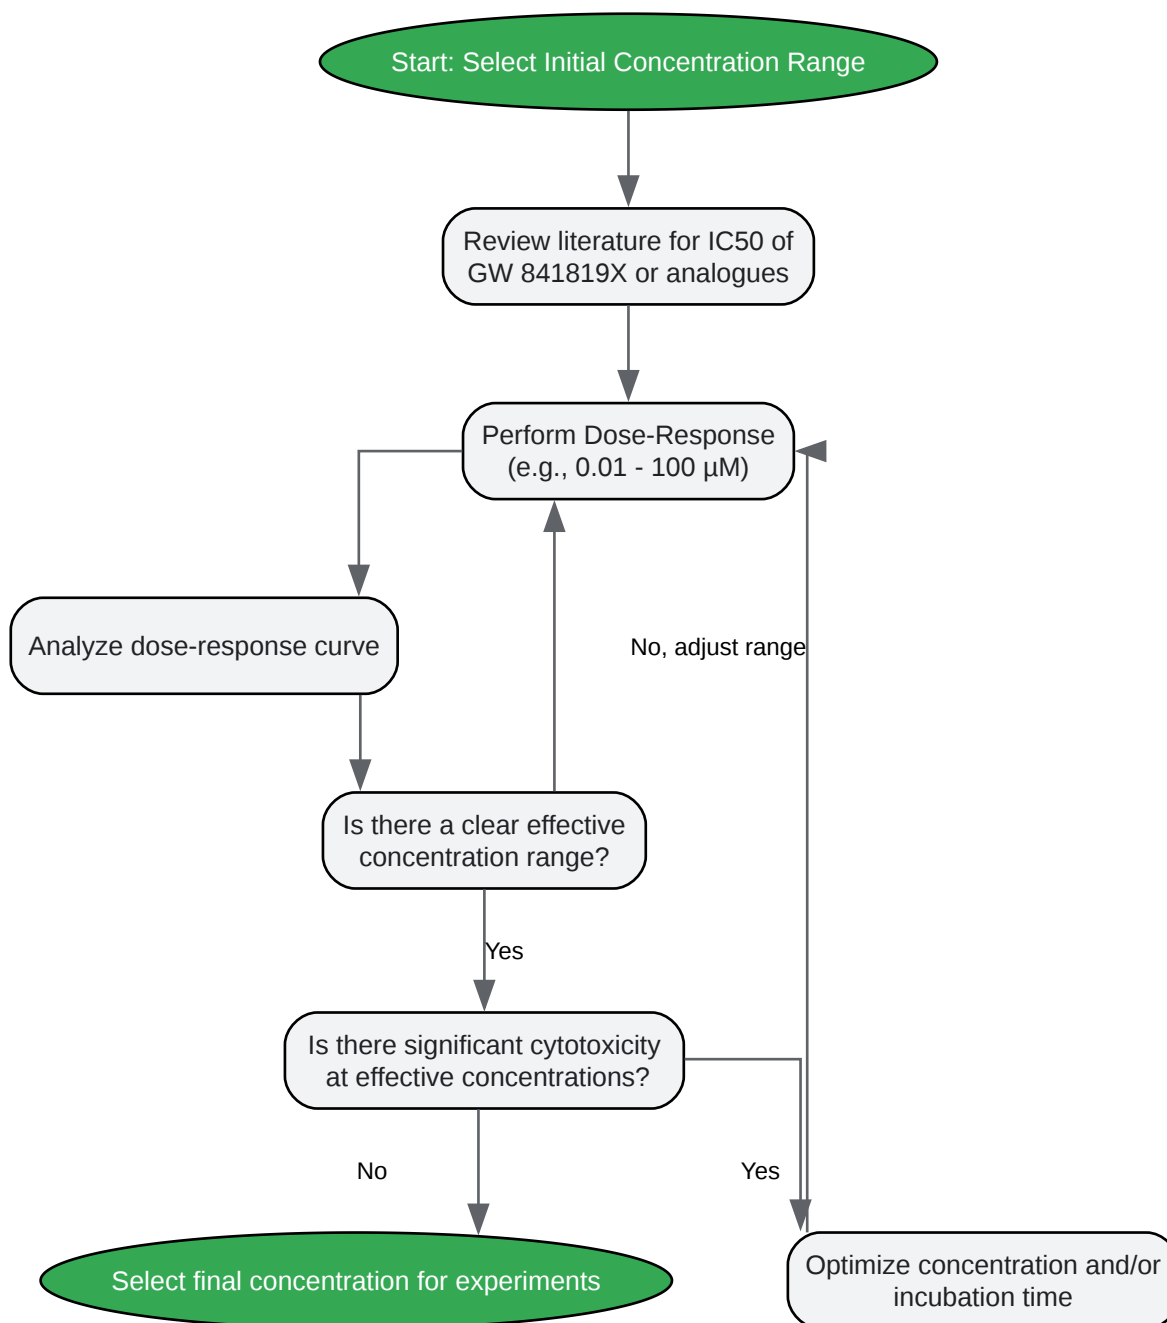 Start: Select Initial Concentration Range
Review literature for IC50 of
GW 841819X or analogues
Perform Dose-Response
(e.g., 0.01 - 100 µM)
Analyze dose-response curve
No, adjust range
Is there a clear effective
concentration range?
Yes
Is there significant cytotoxicity
at effective concentrations?
No
Yes
Select final concentration for experiments
Optimize concentration and/or
incubation time